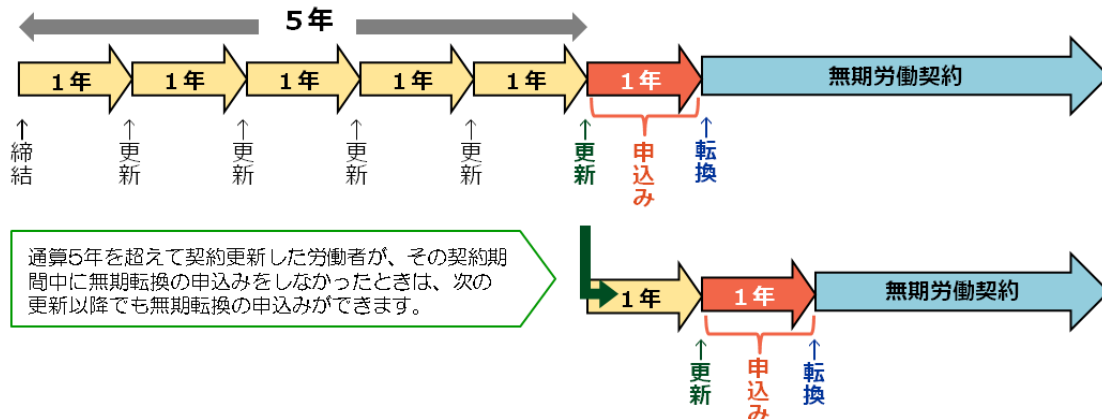 5年
1年
1年
1年
1年
1年
1年
無期労働契約
↑締結
↑更新
↑更新
↑更新
↑更新
↑更新
申込み
↑転換
通算5年を超えて契約更新した労働者が、その契約期
間中に無期転換の申込みをしなかったときは、次の
更新以降でも無期転換の申込みができます。
1年
1年
無期労働契約
↑更新
申込み
↑転換